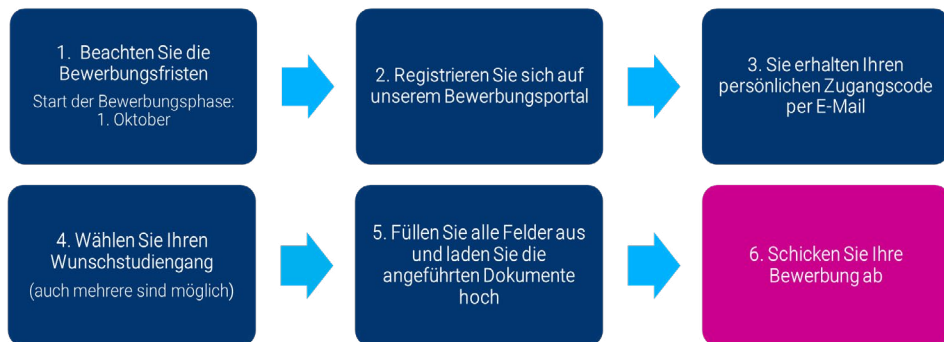 1. Beachten Sie die
Bewerbungsfristen
Start der Bewerbungsphase:
1. Oktober
2. Registrieren Sie sich auf
unserem Bewerbungsportal
3. Sie erhalten Ihren
persönlichen Zugangscode
per E-Mail
4. Wählen Sie Ihren
Wunschstudiengang
(auch mehrere sind möglich)
5. Füllen Sie alle Felder aus
und laden Sie die
angeführten Dokumente
hoch
6. Schicken Sie Ihre
Bewerbung ab